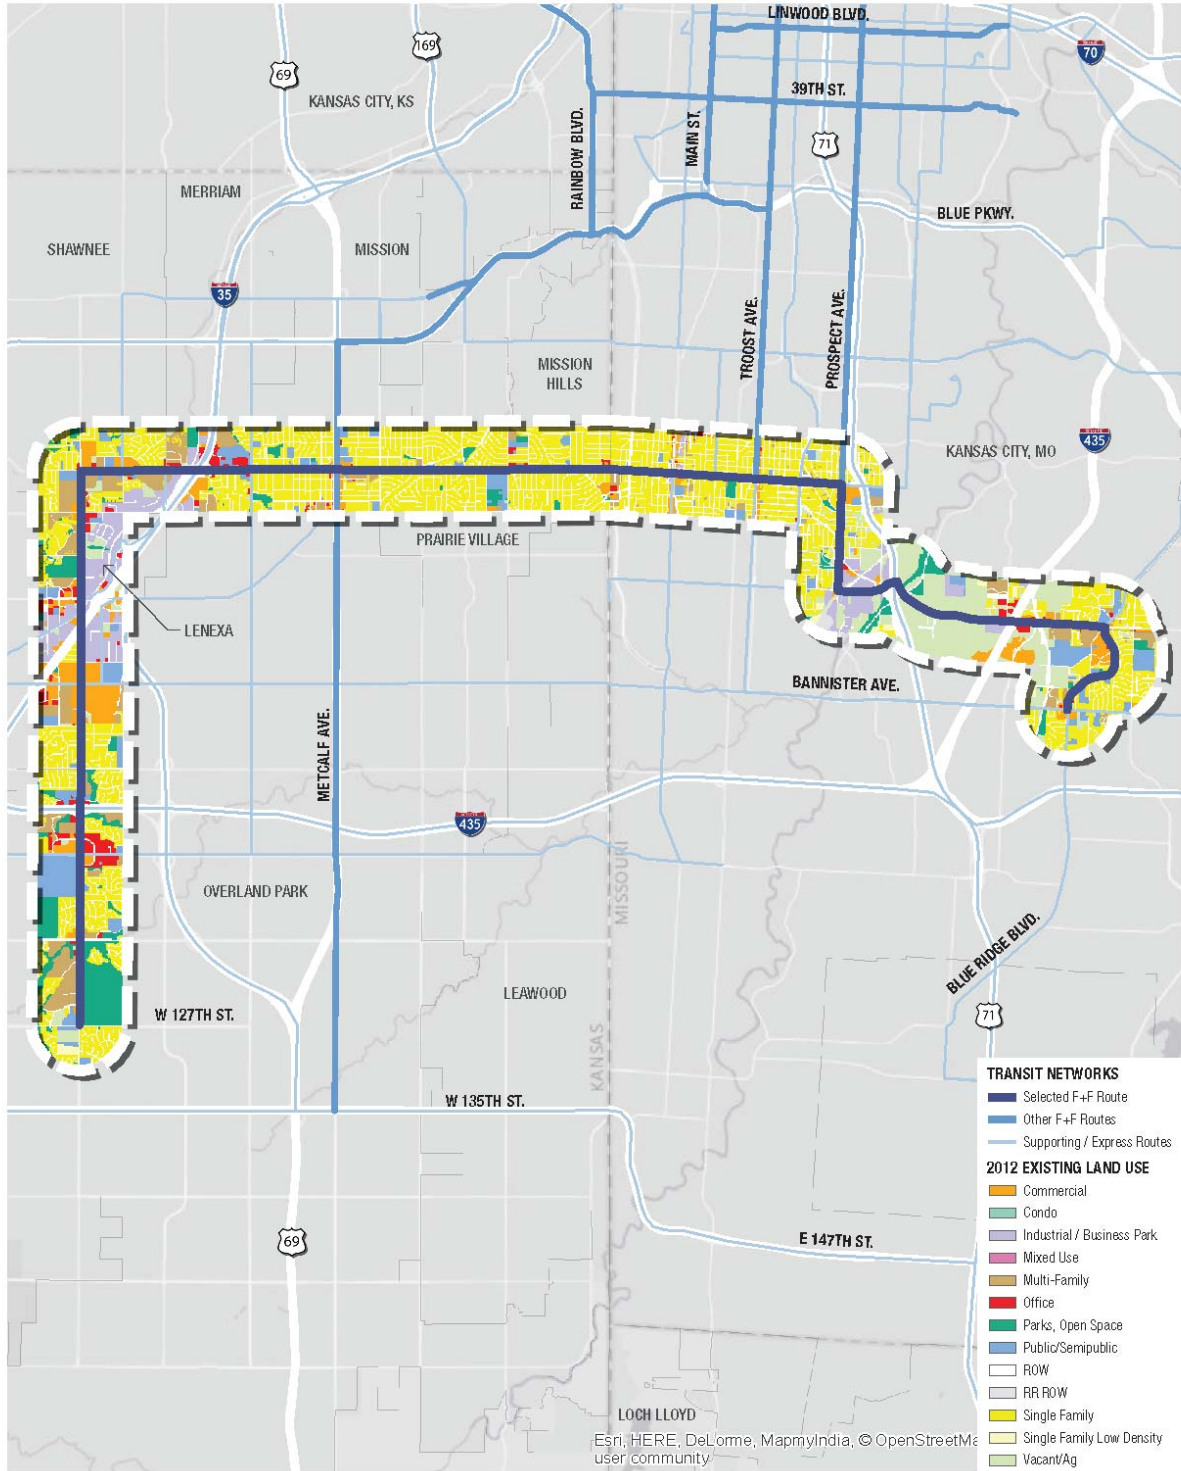 LINWOOD BLVD.
169
70
69
39TH ST.
KANSAS CITY, KS
RAINBOW BLVD.
MAIN ST.
71
MERRIAM
BLUE PKWY.
SHAWNEE
MISSION
35
TROOST AVE.
PROSPECT AVE.
MISSION
HILLS
KANSAS CITY, MO
435
PRAIRIE VILLAGE
LENEXA
BANNISTER AVE.
METCALF AVE.
435
MISSOURI
OVERLAND PARK
BLUE RIDGE BLVD.
LEAWOOD
W 127TH ST.
71
KANSAS
W 135TH ST.
69
E 147TH ST.
LOCH LLOYD
Esri, HERE, DeLorme, MapmyIndia, © OpenStreetMa
user community
TRANSIT NETWORKS
Selected F+F Route
Other F+F Routes
Supporting / Express Routes
2012 EXISTING LAND USE
Commercial
Condo
Industrial / Business Park
Mixed Use
Multi-Family
Office
Parks, Open Space
Public/Semipublic
ROW
RR ROW
Single Family
Single Family Low Density
Vacant/Ag